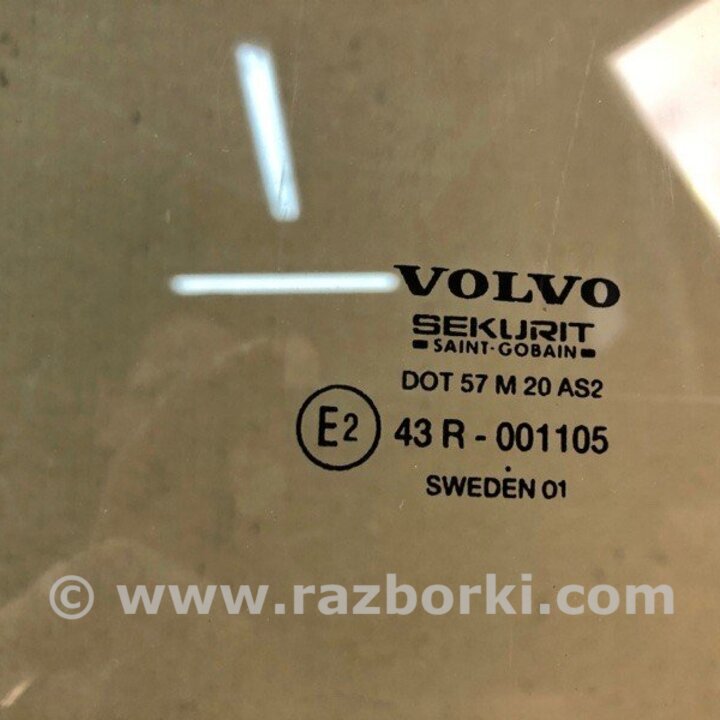 VOLVO
SEKURIT
SAINT-GOBAIN
DOT 57 M 20 AS2
E2 43 R - 001105
SWEDEN 01
© www.razborki.com